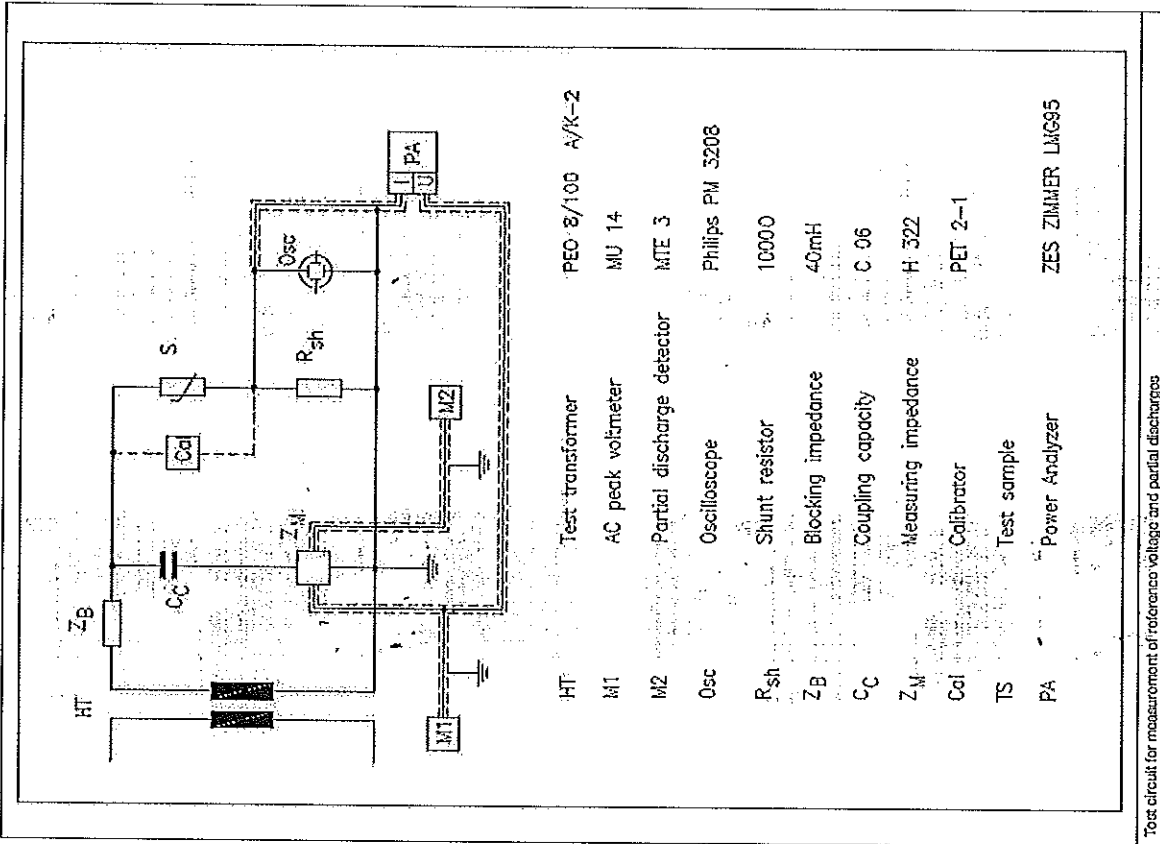 HT
Z_B
C_C
Z_M
Cal
S
R_sh
Osc
I
U
PA
M1
M2
HT Test transformer PEO 8/100 A/K-2
M1 AC peak voltmeter MU 14
M2 Partial discharge detector MTE 3
Osc Oscilloscope Philips PM 3208
R_sh Shunt resistor 10000
Z_B Blocking impedance 40mH
C_C Coupling capacity C 06
Z_M Measuring impedance H 322
Cal Calibrator PET 2-1
TS Test sample
PA Power Analyzer ZES ZIMMER LMG95
Test circuit for measurement of reference voltage and partial discharges